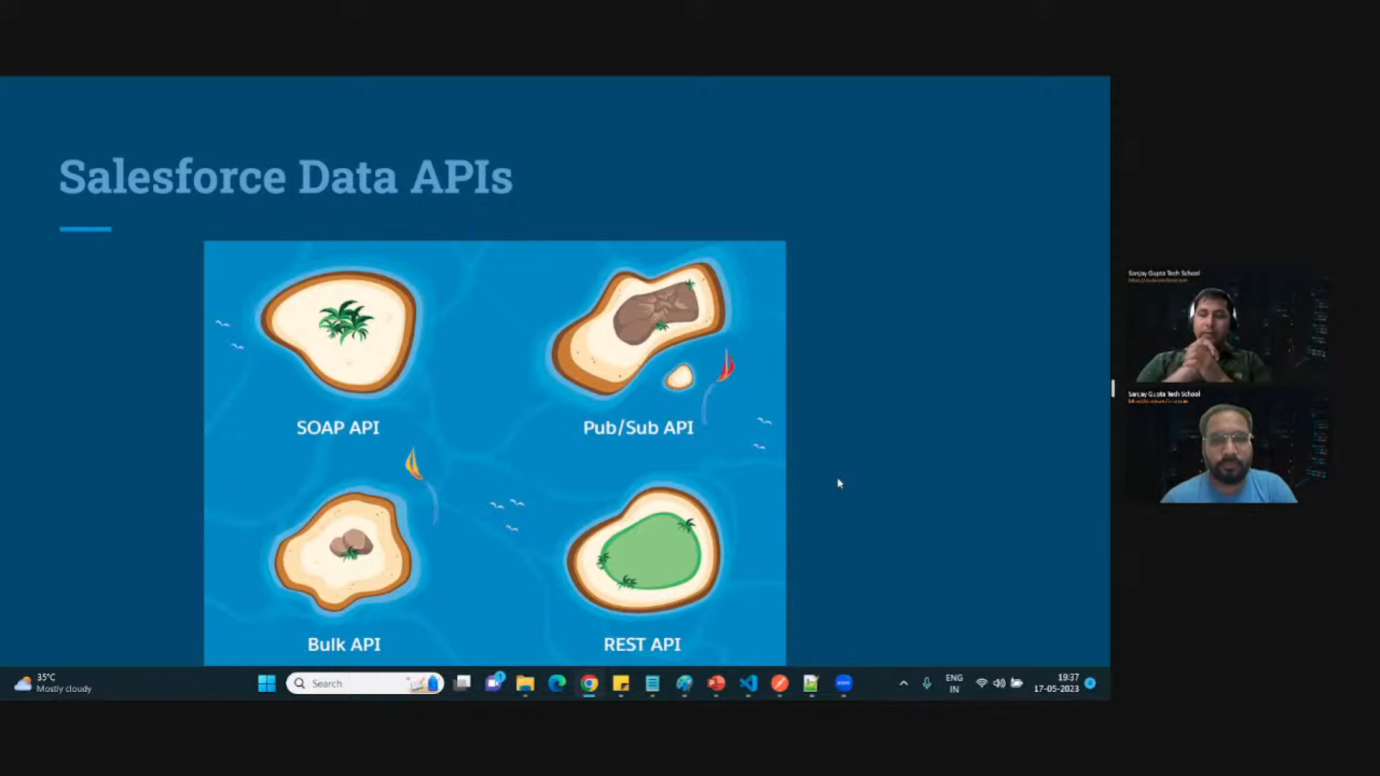 Salesforce Data APIs
SOAP API
Pub/Sub API
Bulk API
REST API
Sanjay Gupta Tech School
Sanjay Gupta Tech School
35°C
Mostly cloudy
Search
ENG
IN
19:37
17-05-2023